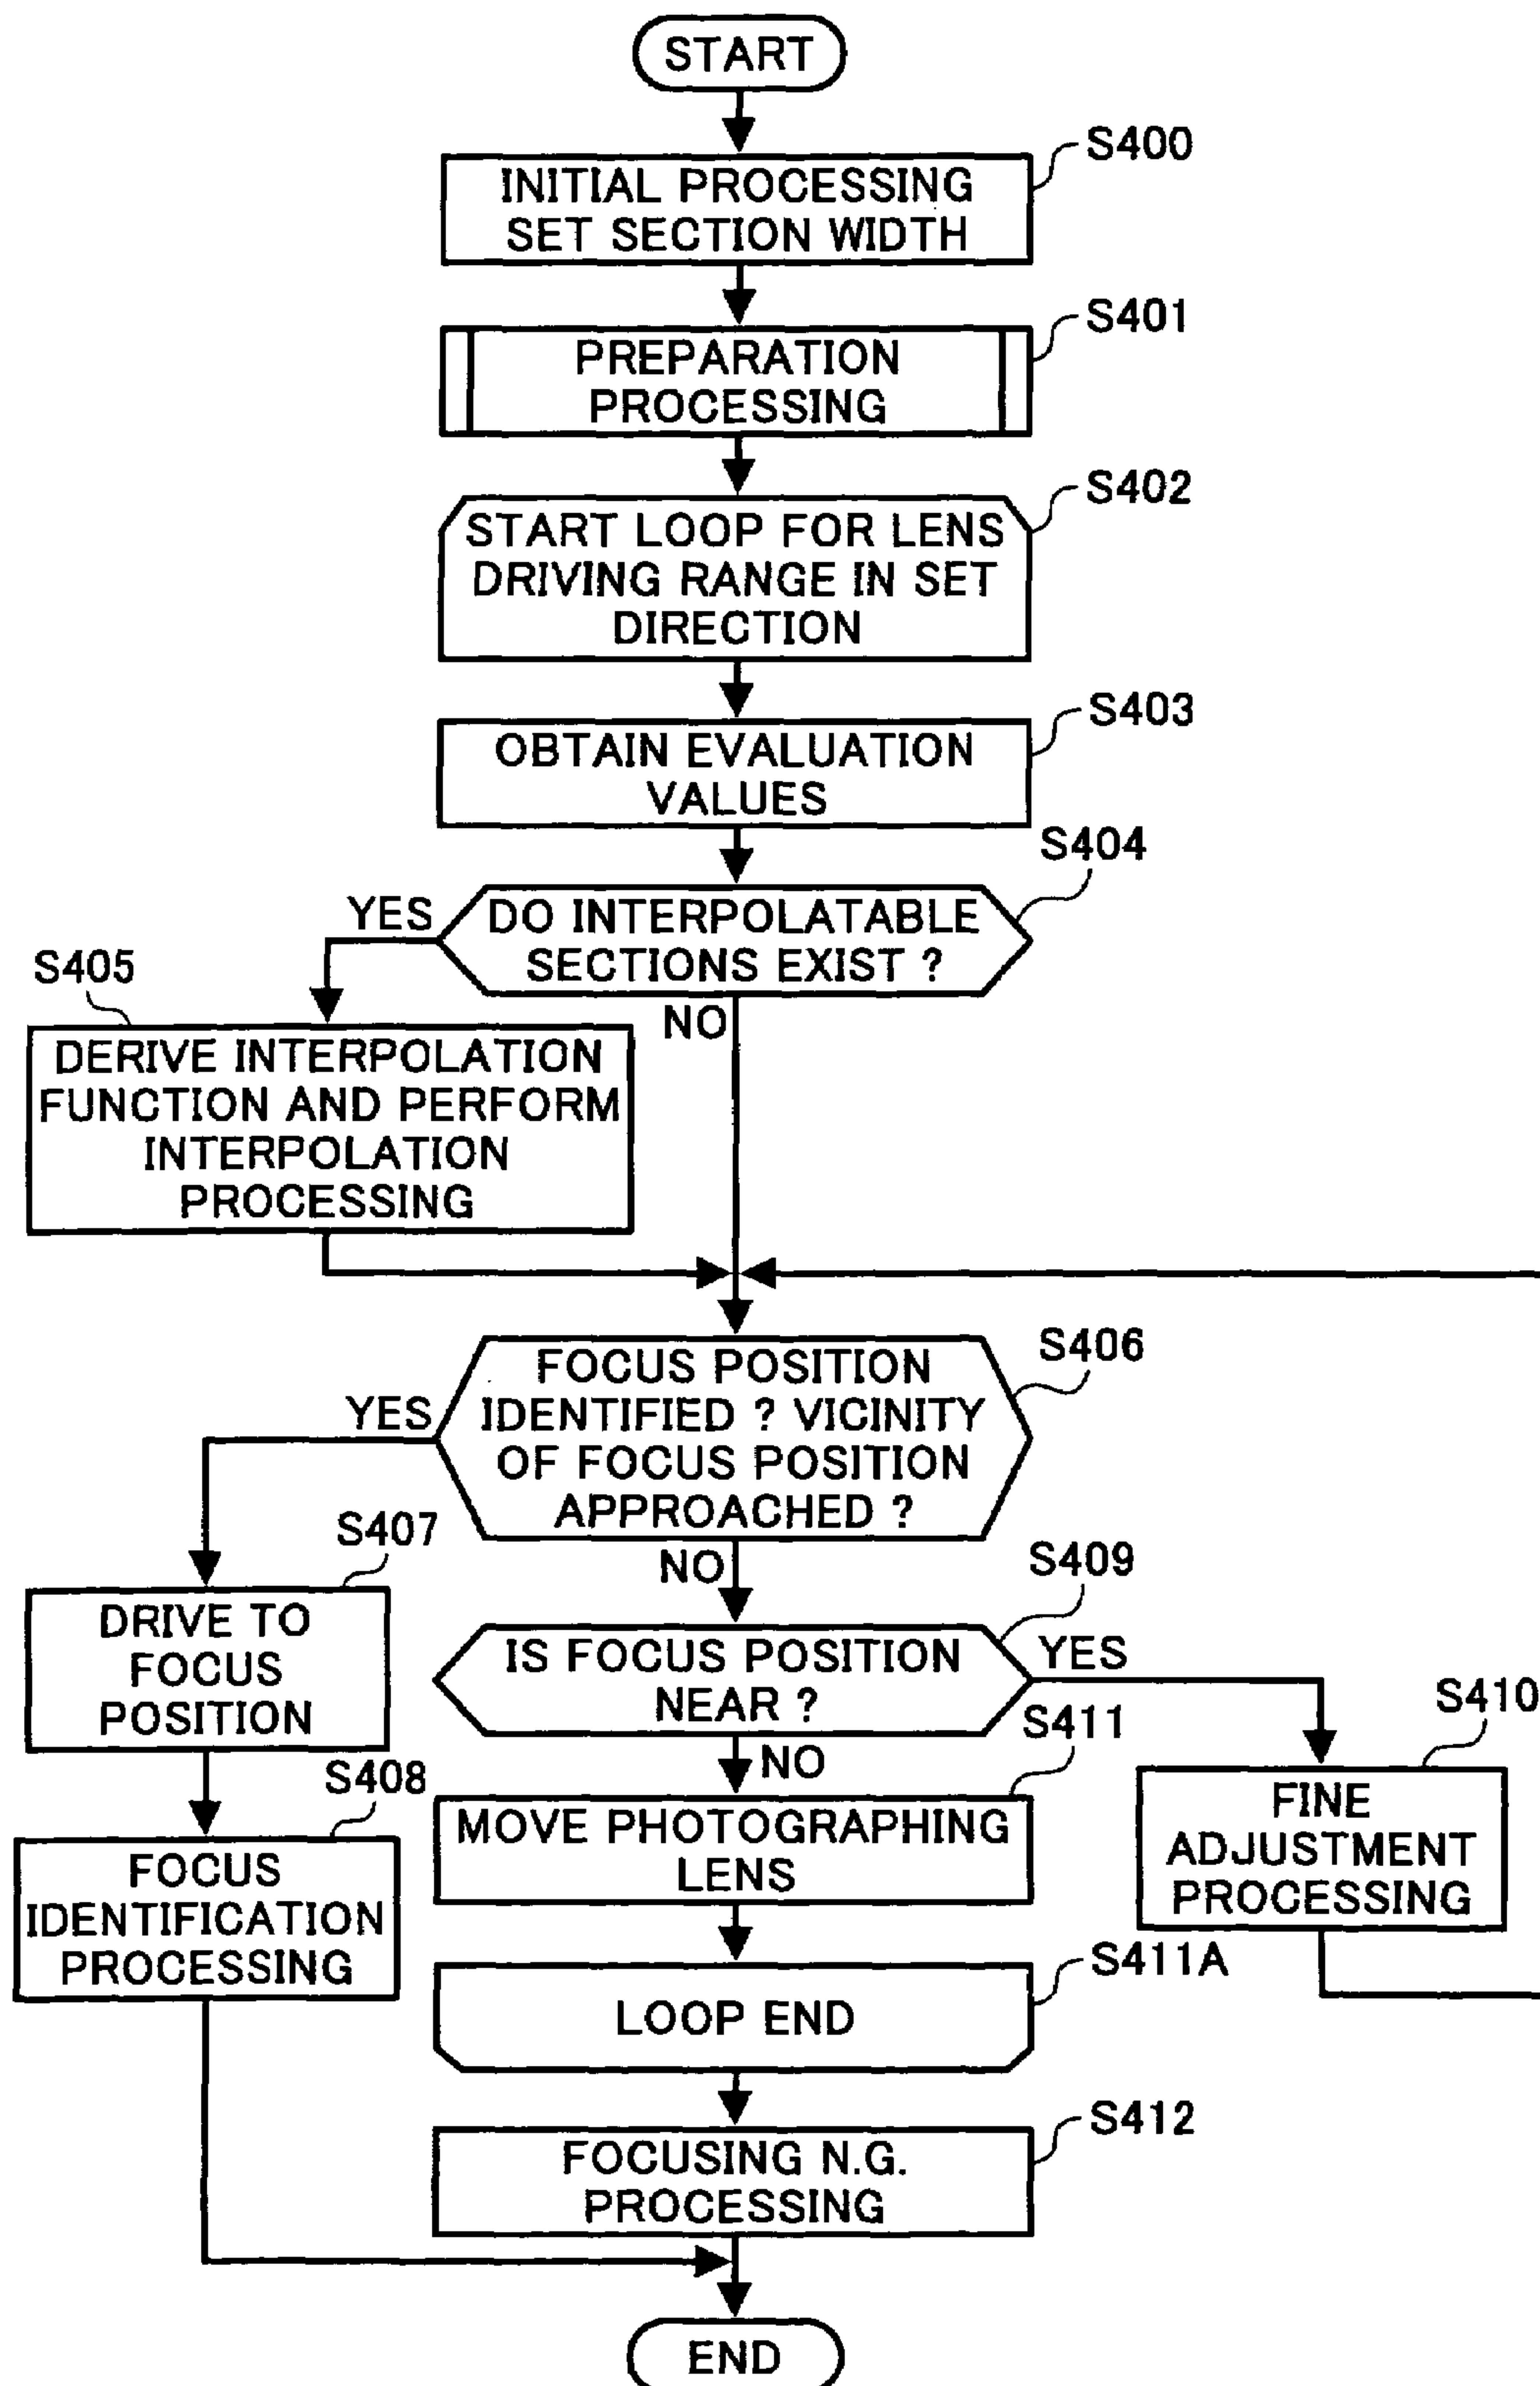 START
S400
INITIAL PROCESSING
SET SECTION WIDTH
S401
PREPARATION
PROCESSING
S402
START LOOP FOR LENS
DRIVING RANGE IN SET
DIRECTION
S403
OBTAIN EVALUATION
VALUES
S404
DO INTERPOLATABLE
SECTIONS EXIST ?
YES
NO
S405
DERIVE INTERPOLATION
FUNCTION AND PERFORM
INTERPOLATION
PROCESSING
S406
FOCUS POSITION
IDENTIFIED ? VICINITY
OF FOCUS POSITION
APPROACHED ?
YES
NO
S407
DRIVE TO
FOCUS
POSITION
S408
FOCUS
IDENTIFICATION
PROCESSING
S409
IS FOCUS POSITION
NEAR ?
YES
NO
S410
FINE
ADJUSTMENT
PROCESSING
S411
MOVE PHOTOGRAPHING
LENS
S411A
LOOP END
S412
FOCUSING N.G.
PROCESSING
END